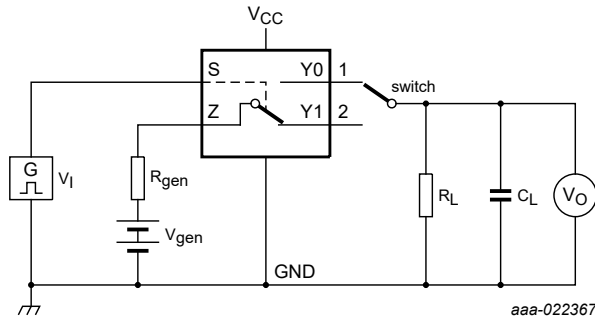 VCC
S
Y0
1
switch
Z
Y1
2
G
VI
Rgen
Vgen
RL
CL
VO
GND
aaa-022367